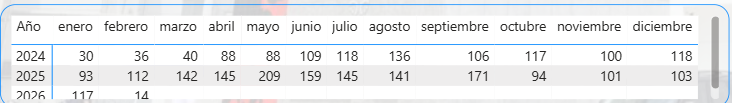 Año enero febrero marzo abril mayo junio julio agosto septiembre octubre noviembre diciembre
2024 30 36 40 88 88 109 118 136 106 117 100 118
2025 93 112 142 145 209 159 145 141 171 94 101 103
2026 117 14